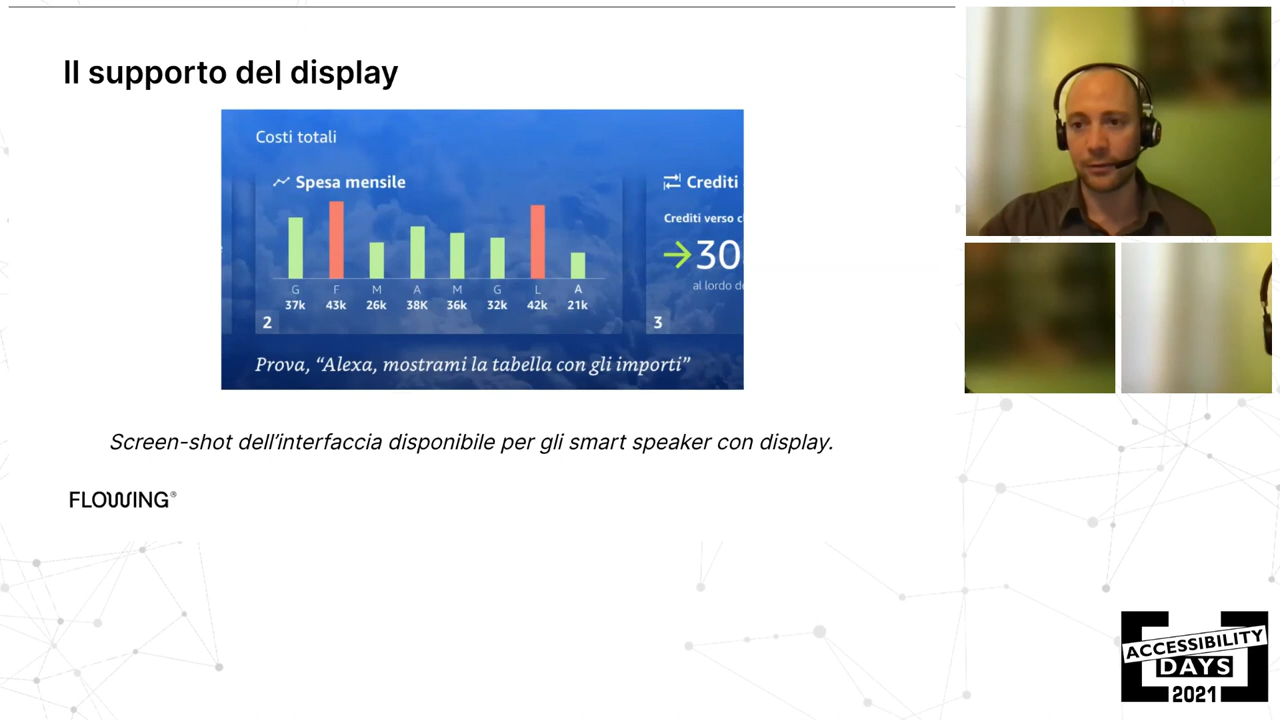 Il supporto del display
Costi totali
Spesa mensile
G F M A M G L A
37k 43k 26k 38K 36k 32k 42k 21k
2
Crediti
Crediti verso
30
al lordo
3
Prova, “Alexa, mostrami la tabella con gli importi”
Screen-shot dell’interfaccia disponibile per gli smart speaker con display.
FLOWING®
ACCESSIBILITY
DAYS
2021